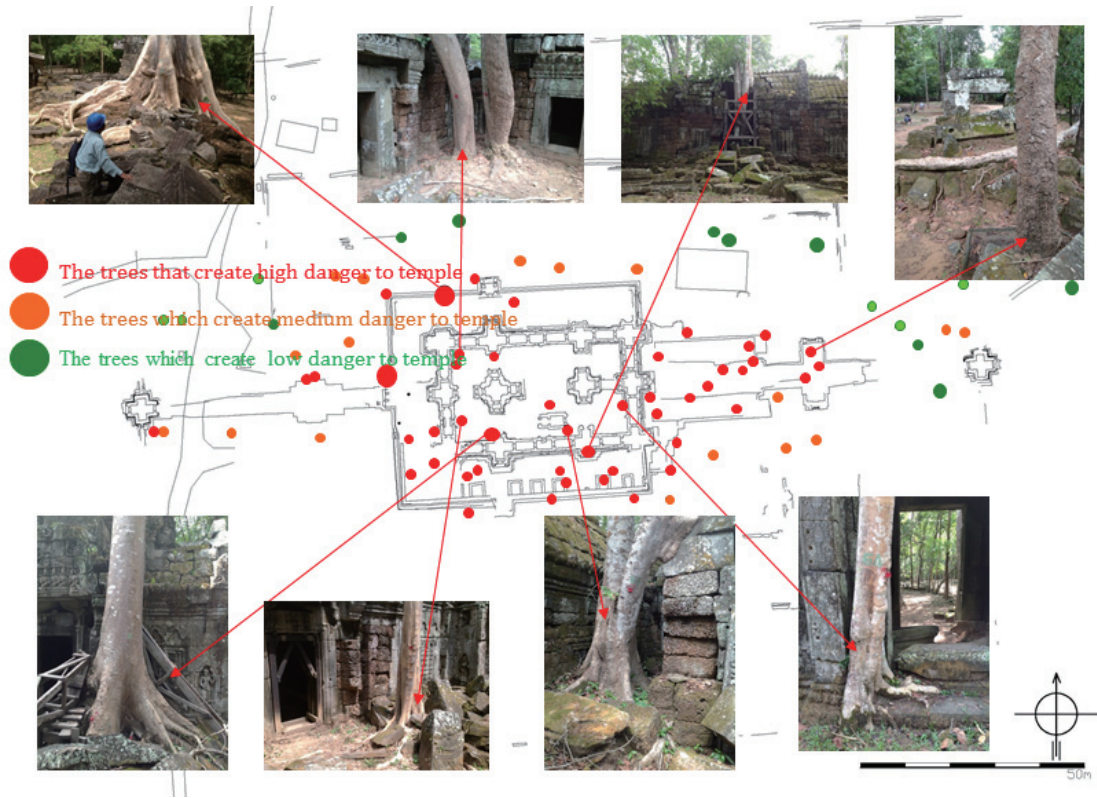 The trees that create high danger to temple
The trees which create medium danger to temple
The trees which create low danger to temple
50m